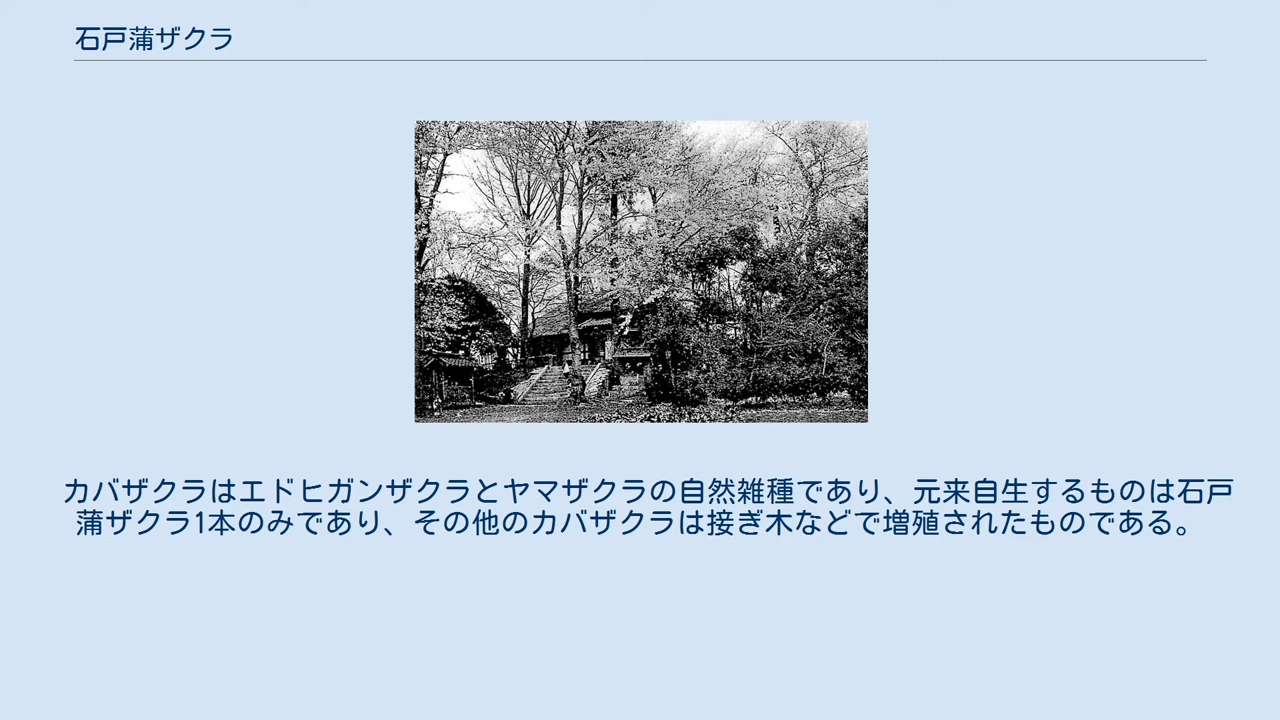 石戸蒲ザクラ
カバザクラはエドヒガンザクラとヤマザクラの自然雑種であり、元来自生するものは石戸
蒲ザクラ1本のみであり、その他のカバザクラは接ぎ木などで増殖されたものである。